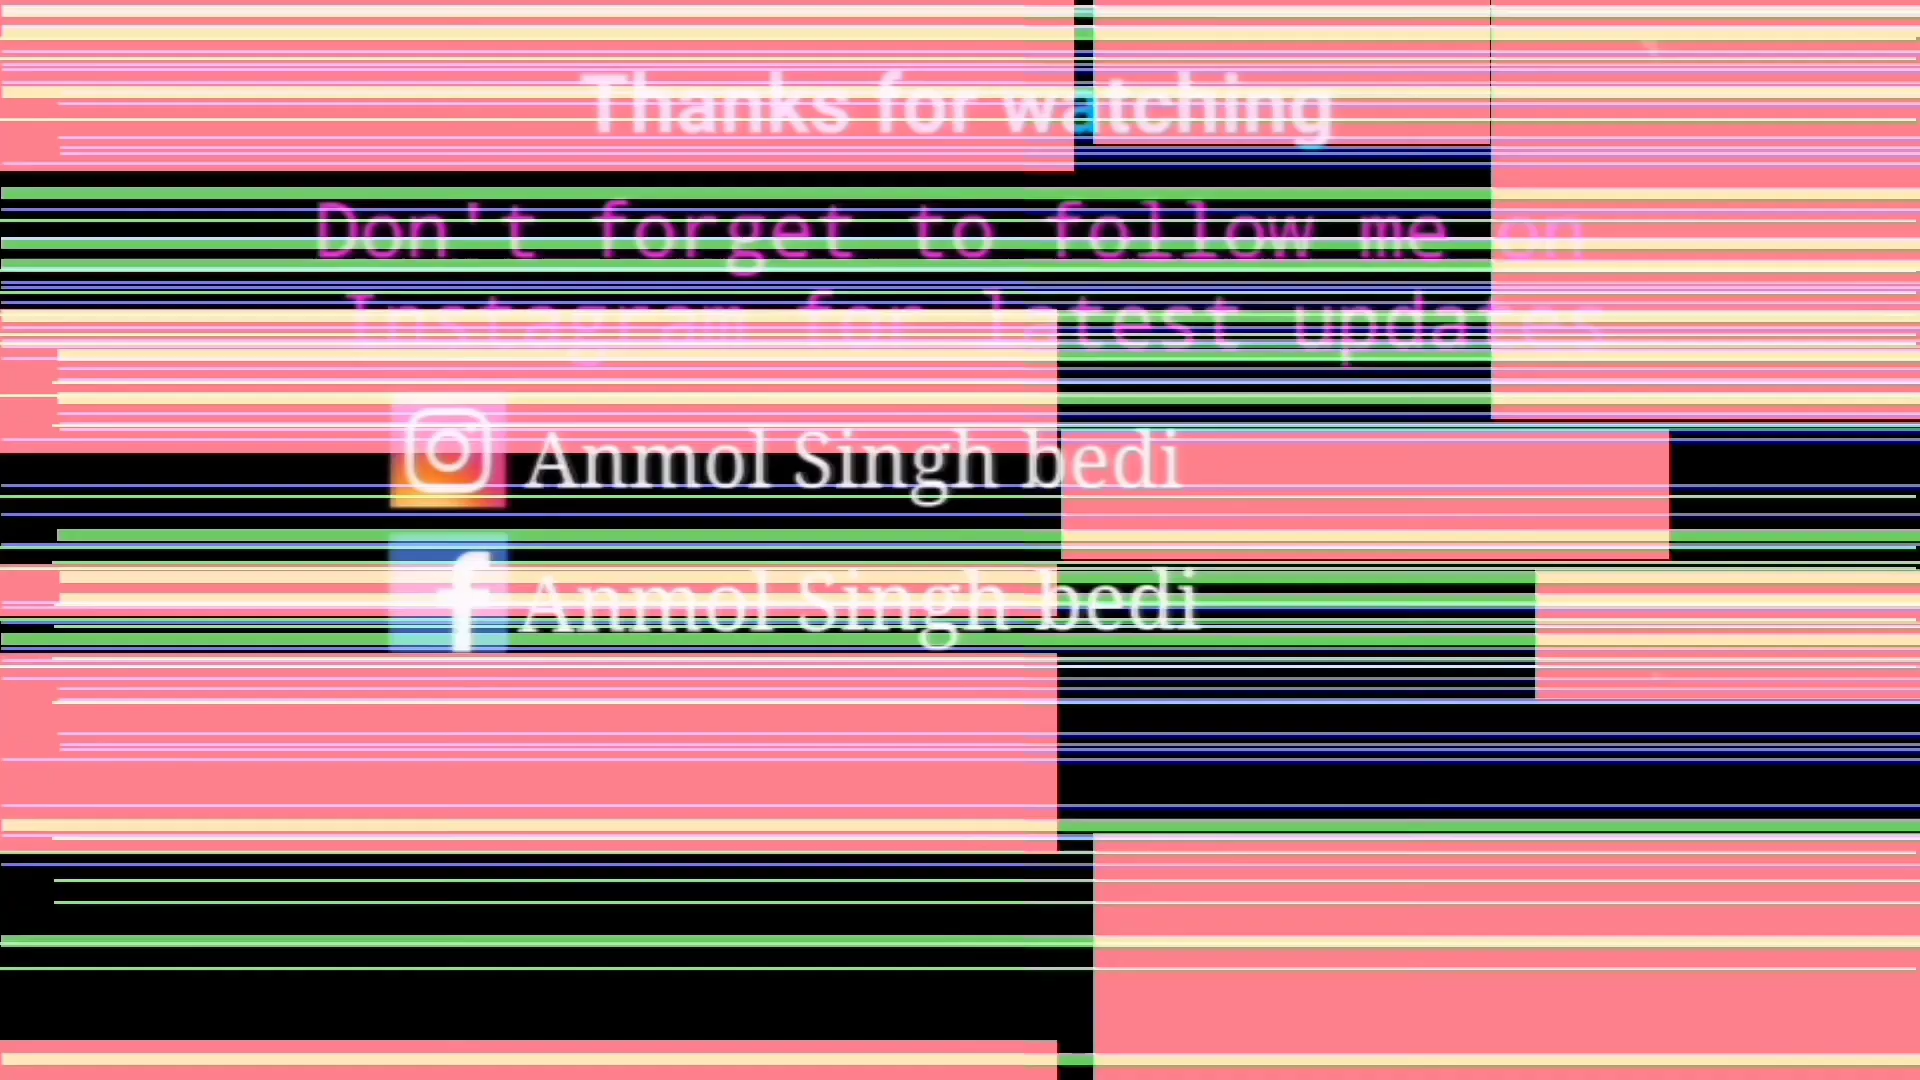 Thanks for watching
Don't forget to follow me on
Instagram for latest updates
Anmol Singh bedi
Anmol Singh bedi